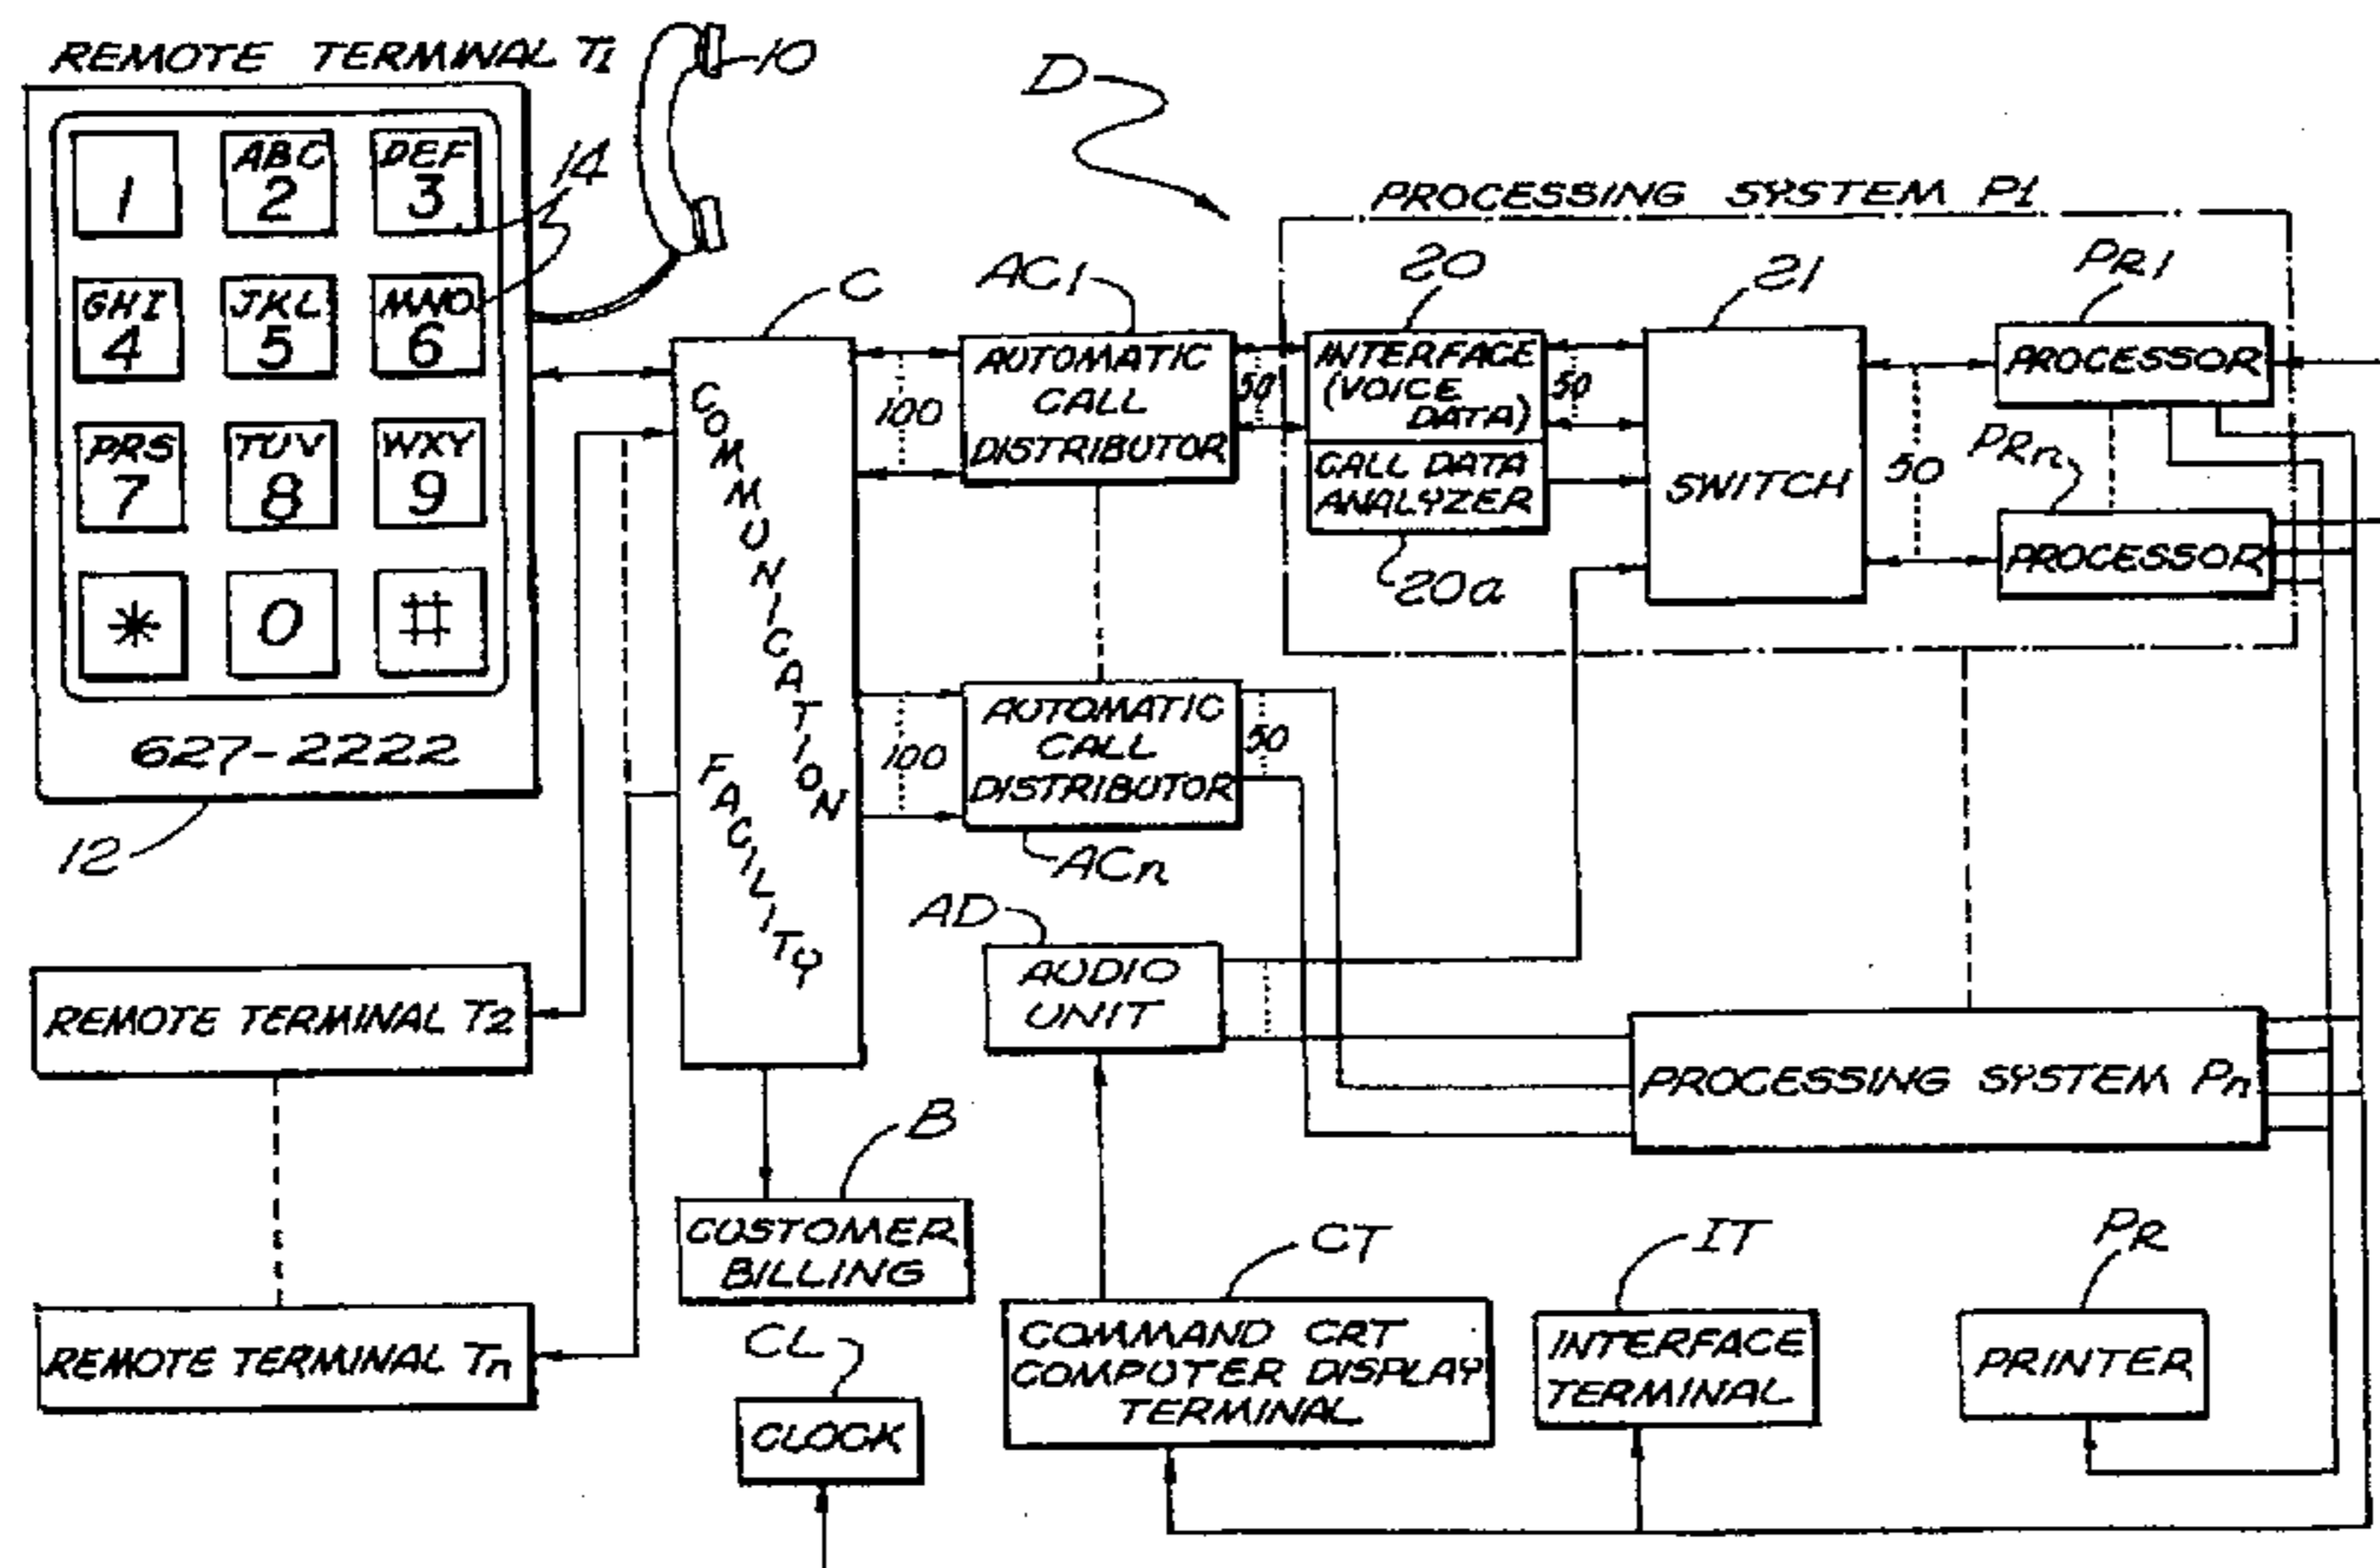 REMOTE TERMINAL T1
10
1
ABC
2
DEF
3
14
GHI
4
JKL
5
MNO
6
PRS
7
TUV
8
WXY
9
*
0
#
627-2222
12
REMOTE TERMINAL T2
REMOTE TERMINAL Tn
C
COMMUNICATION
FACILITY
100
100
AC1
AUTOMATIC
CALL
DISTRIBUTOR
50
AUTOMATIC
CALL
DISTRIBUTOR
50
ACn
D
PROCESSING SYSTEM P1
20
INTERFACE
(VOICE
DATA)
CALL DATA
ANALYZER
20a
50
21
SWITCH
50
PR1
PROCESSOR
PRn
PROCESSOR
AD
AUDIO
UNIT
PROCESSING SYSTEM Pn
B
CUSTOMER
BILLING
CL
CLOCK
CT
COMMAND CRT
COMPUTER DISPLAY
TERMINAL
IT
INTERFACE
TERMINAL
PR
PRINTER